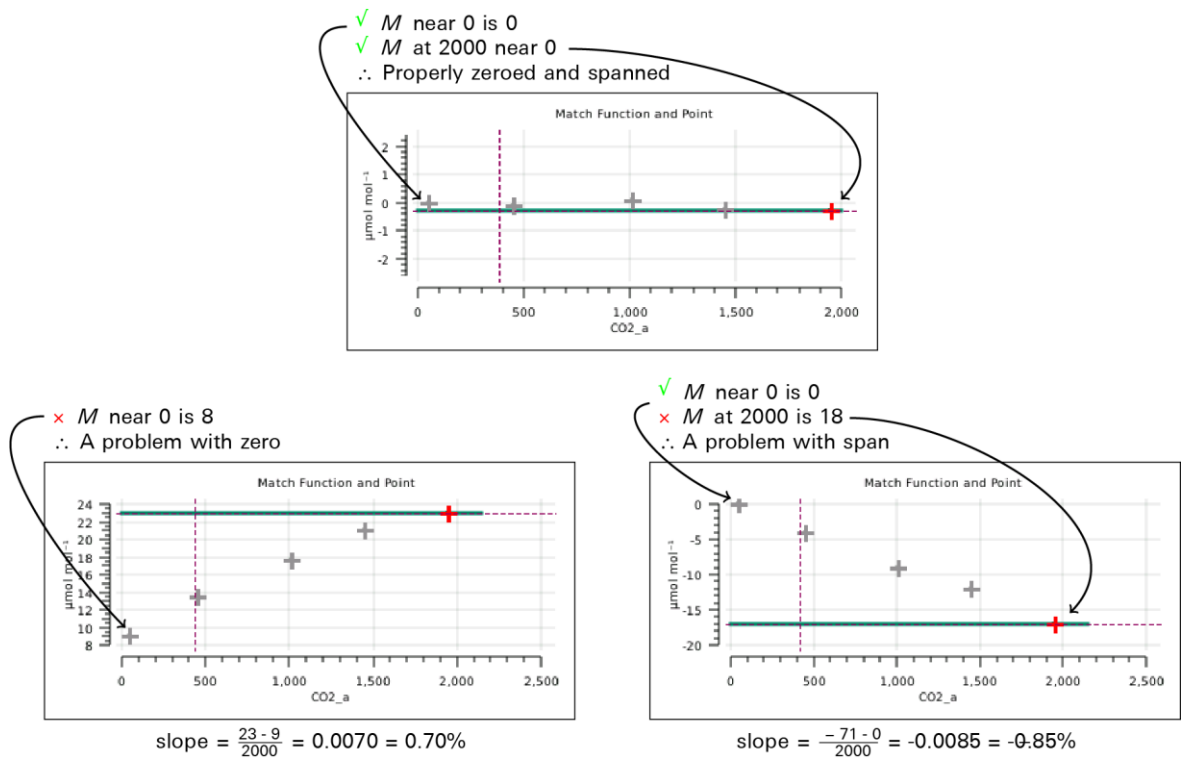 √ M near 0 is 0
√ M at 2000 near 0
∴ Properly zeroed and spanned
Match Function and Point
µmol mol⁻¹
2
1
0
-1
-2
0 500 1,000 1,500 2,000
CO2_a
× M near 0 is 8
∴ A problem with zero
Match Function and Point
µmol mol⁻¹
24
22
20
18
16
14
12
10
8
0 500 1,000 1,500 2,000 2,500
CO2_a
slope = \frac{23 - 9}{2000} = 0.0070 = 0.70%
√ M near 0 is 0
× M at 2000 is 18
∴ A problem with span
Match Function and Point
µmol mol⁻¹
0
-5
-10
-15
-20
0 500 1,000 1,500 2,000 2,500
CO2_a
slope = \frac{- 71 - 0}{2000} = -0.0085 = -0.85%